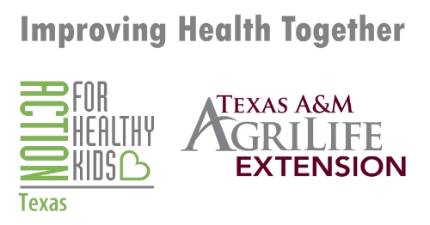 Improving Health Together
ACTION
FOR
HEALTHY
KIDS
Texas
TEXAS A&M
AGRILIFE
EXTENSION